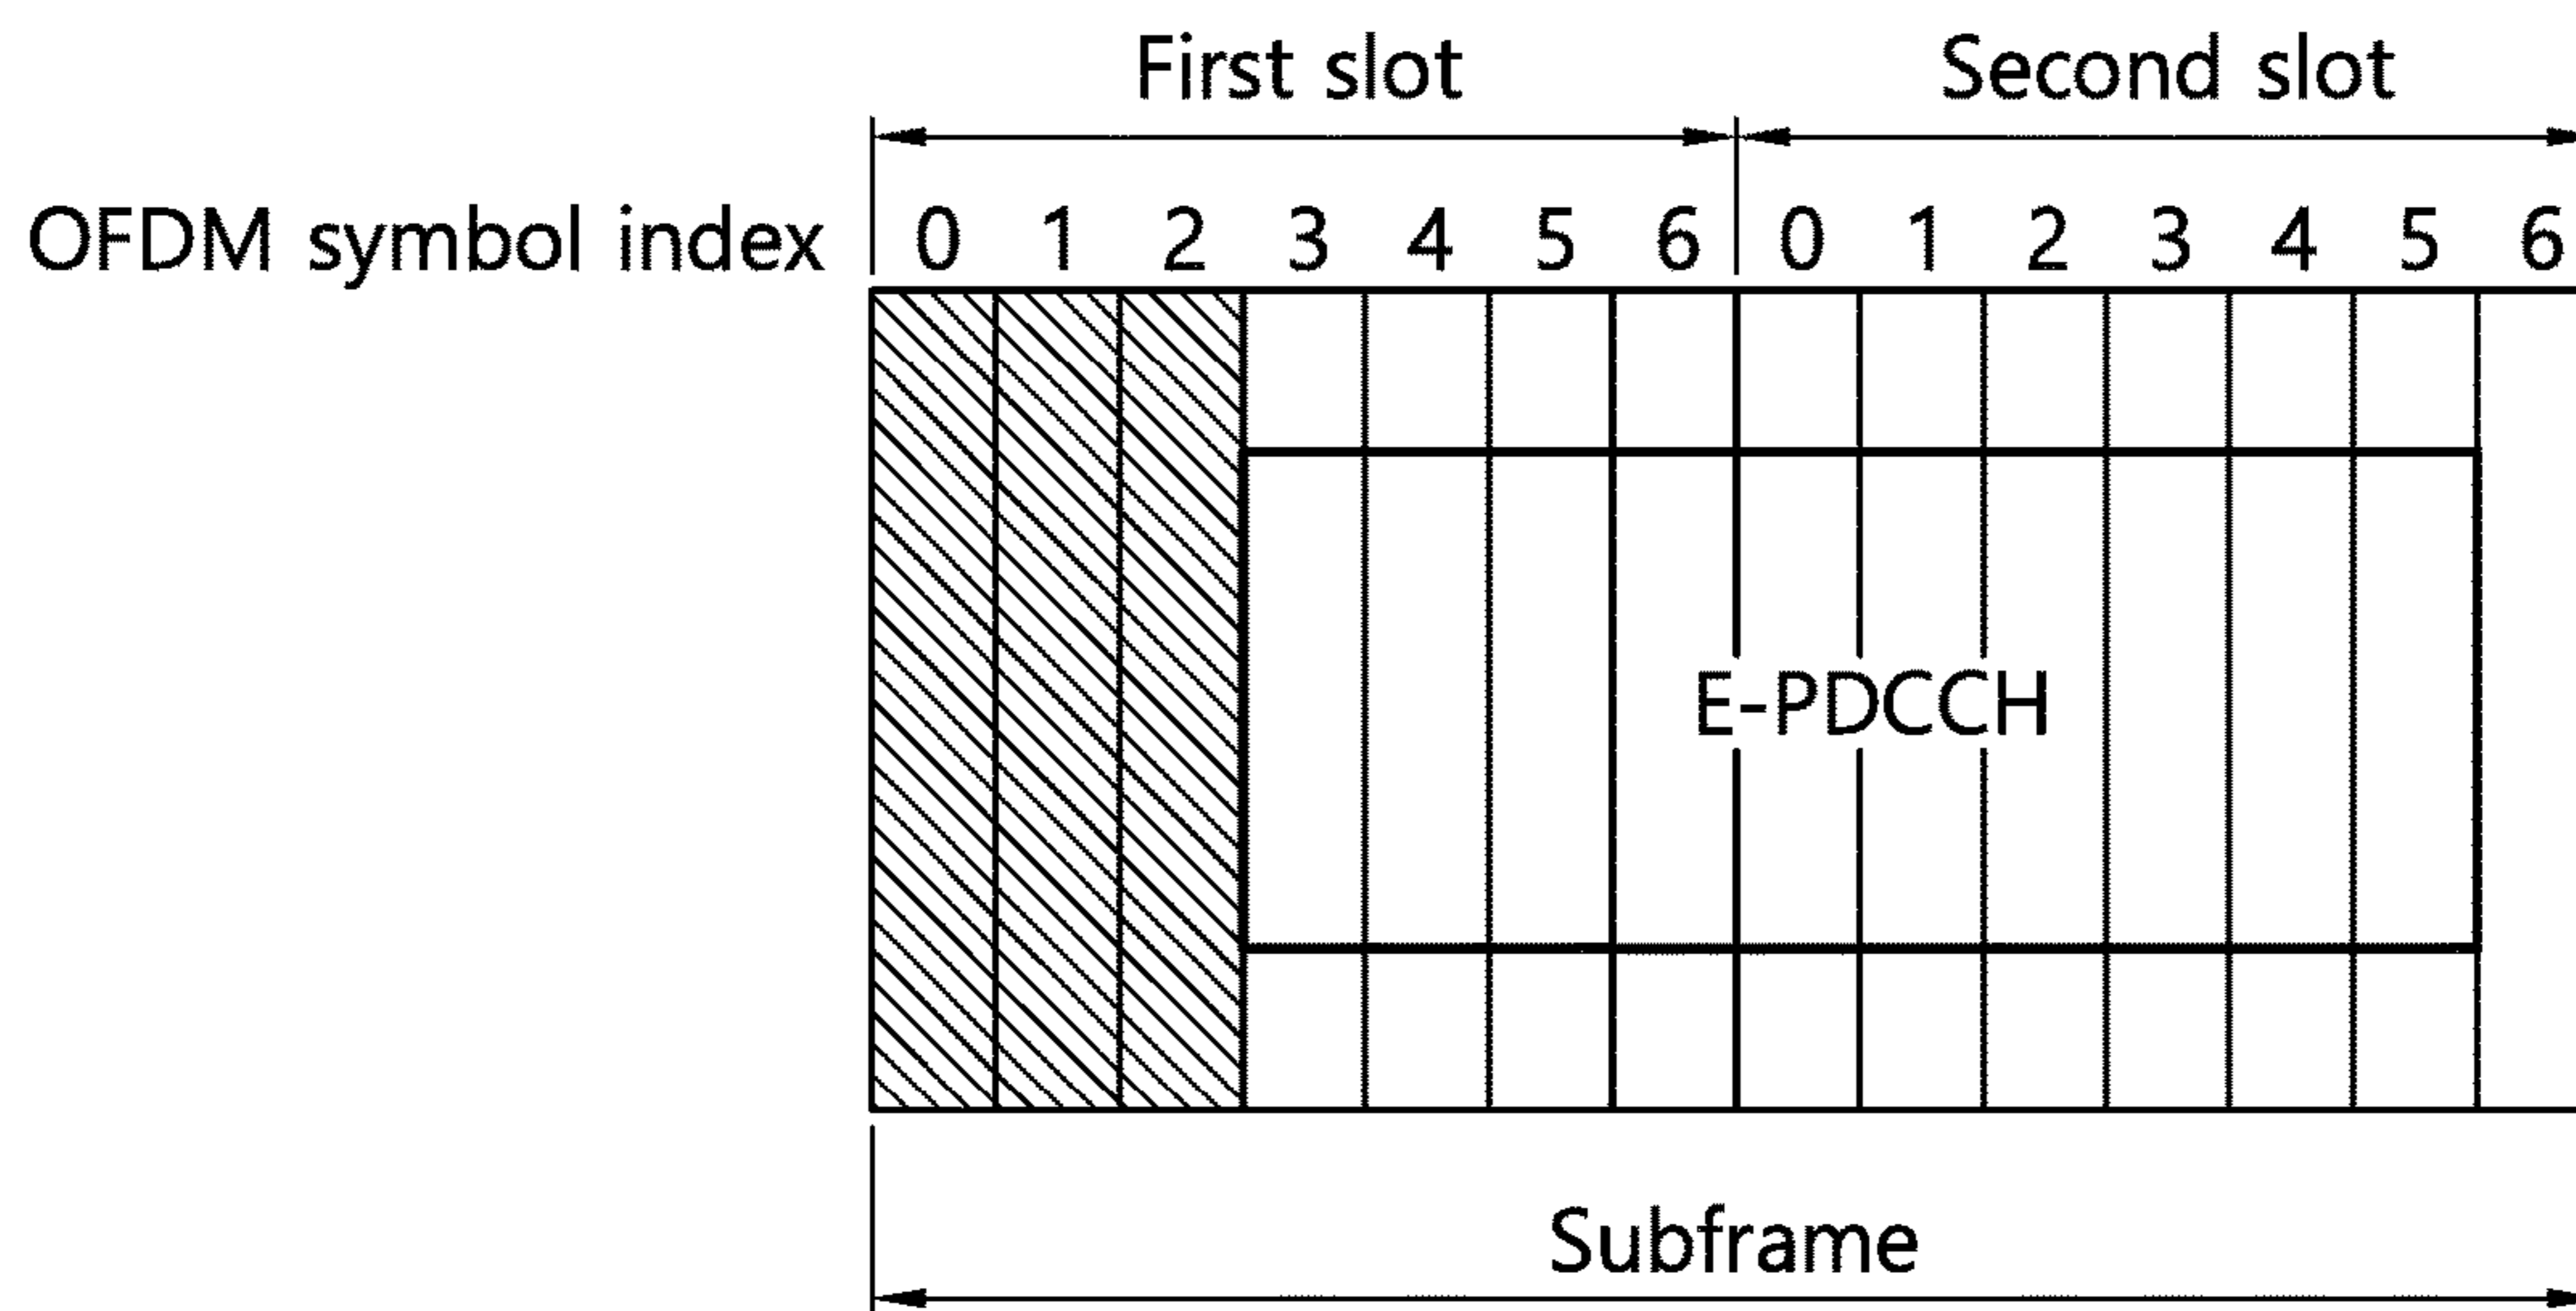 First slot Second slot
OFDM symbol index 0 1 2 3 4 5 6 0 1 2 3 4 5 6
E-PDCCH
Subframe